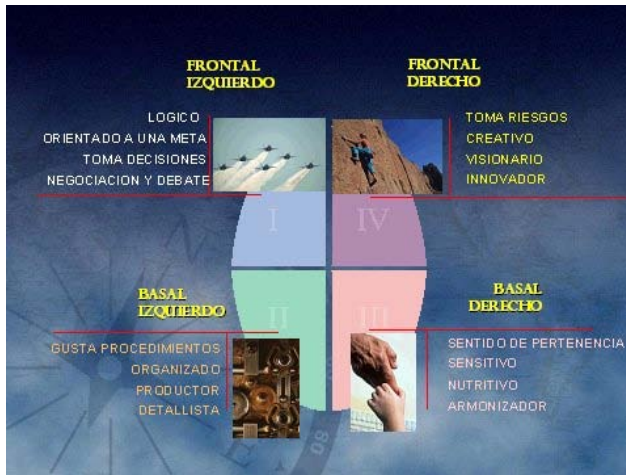 FRONTAL
IZQUIERDO
LOGICO
ORIENTADO A UNA META
TOMA DECISIONES
NEGOCIACION Y DEBATE
FRONTAL
DERECHO
TOMA RIESGOS
CREATIVO
VISIONARIO
INNOVADOR
I
IV
BASAL
IZQUIERDO
GUSTA PROCEDIMIENTOS
ORGANIZADO
PRODUCTOR
DETALLISTA
II
III
BASAL
DERECHO
SENTIDO DE PERTENENCIA
SENSITIVO
NUTRITIVO
ARMONIZADOR
80